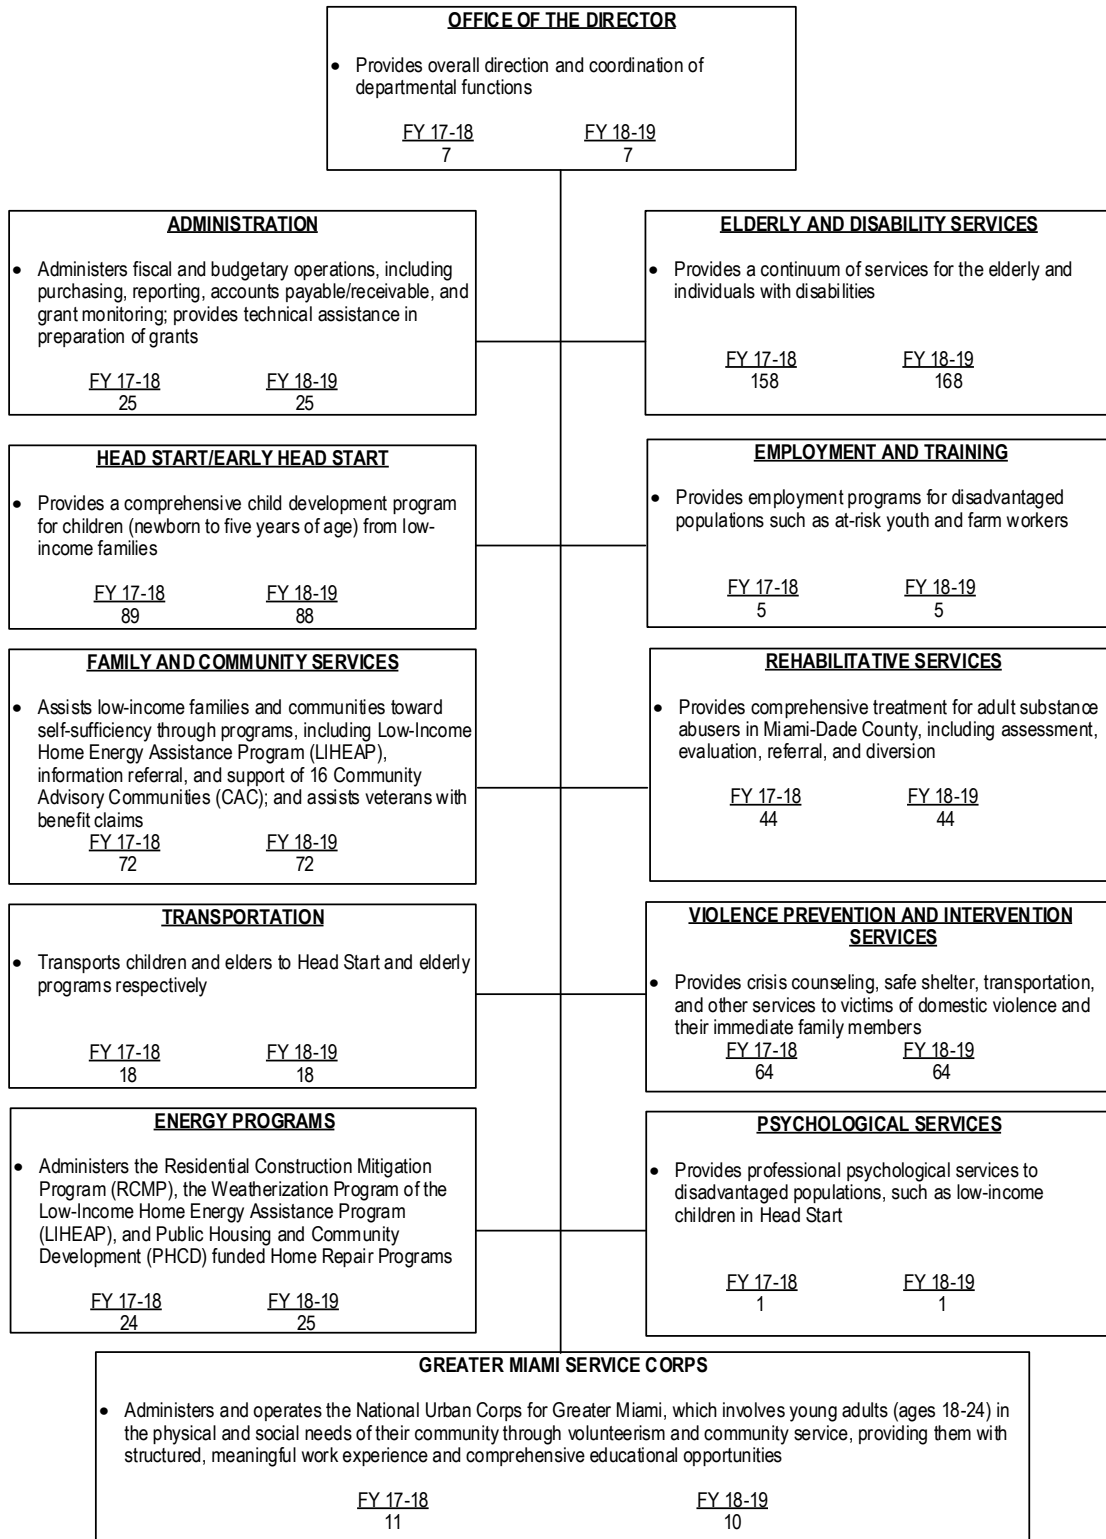 OFFICE OF THE DIRECTOR
• Provides overall direction and coordination of
departmental functions
FY 17-18 FY 18-19
7 7
ADMINISTRATION
• Administers fiscal and budgetary operations, including
purchasing, reporting, accounts payable/receivable, and
grant monitoring; provides technical assistance in
preparation of grants
FY 17-18 FY 18-19
25 25
ELDERLY AND DISABILITY SERVICES
• Provides a continuum of services for the elderly and
individuals with disabilities
FY 17-18 FY 18-19
158 168
HEAD START/EARLY HEAD START
• Provides a comprehensive child development program
for children (newborn to five years of age) from low-
income families
FY 17-18 FY 18-19
89 88
EMPLOYMENT AND TRAINING
• Provides employment programs for disadvantaged
populations such as at-risk youth and farm workers
FY 17-18 FY 18-19
5 5
FAMILY AND COMMUNITY SERVICES
• Assists low-income families and communities toward
self-sufficiency through programs, including Low-Income
Home Energy Assistance Program (LIHEAP),
information referral, and support of 16 Community
Advisory Communities (CAC); and assists veterans with
benefit claims
FY 17-18 FY 18-19
72 72
REHABILITATIVE SERVICES
• Provides comprehensive treatment for adult substance
abusers in Miami-Dade County, including assessment,
evaluation, referral, and diversion
FY 17-18 FY 18-19
44 44
TRANSPORTATION
• Transports children and elders to Head Start and elderly
programs respectively
FY 17-18 FY 18-19
18 18
VIOLENCE PREVENTION AND INTERVENTION
SERVICES
• Provides crisis counseling, safe shelter, transportation,
and other services to victims of domestic violence and
their immediate family members
FY 17-18 FY 18-19
64 64
ENERGY PROGRAMS
• Administers the Residential Construction Mitigation
Program (RCMP), the Weatherization Program of the
Low-Income Home Energy Assistance Program
(LIHEAP), and Public Housing and Community
Development (PHCD) funded Home Repair Programs
FY 17-18 FY 18-19
24 25
PSYCHOLOGICAL SERVICES
• Provides professional psychological services to
disadvantaged populations, such as low-income
children in Head Start
FY 17-18 FY 18-19
1 1
GREATER MIAMI SERVICE CORPS
• Administers and operates the National Urban Corps for Greater Miami, which involves young adults (ages 18-24) in
the physical and social needs of their community through volunteerism and community service, providing them with
structured, meaningful work experience and comprehensive educational opportunities
FY 17-18 FY 18-19
11 10